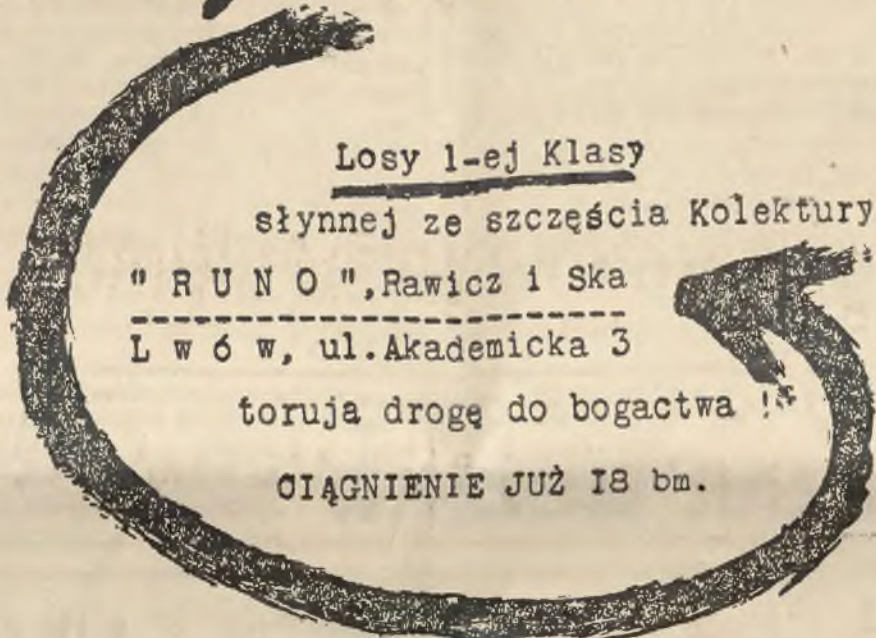 Losy 1-ej Klasy
słynnej ze szczęścia Kolektury
" R U N O ",Rawicz i Ska
L w ó w, ul.Akademicka 3
toruja drogę do bogactwa !
CIĄGNIENIE JUŻ I8 bm.